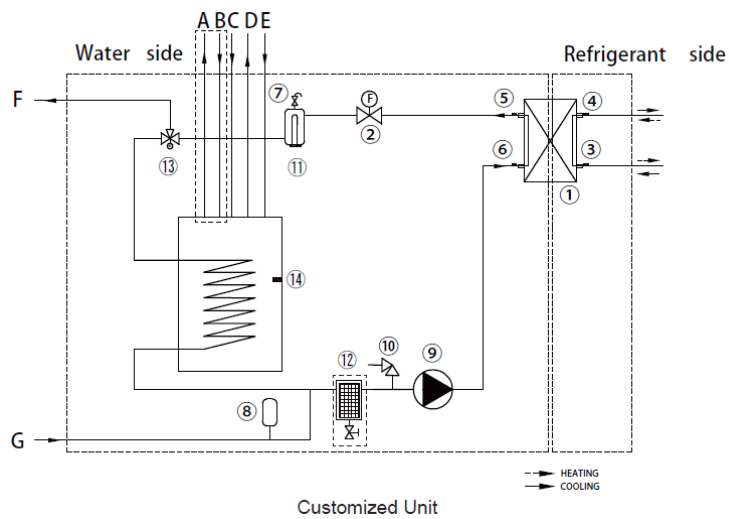 A B C D E
Water side
Refrigerant side
F
⑦
②
F
⑤
④
⑬
⑪
⑥
③
①
⑭
⑫
⑩
⑨
⑧
G
HEATING
COOLING
Customized Unit